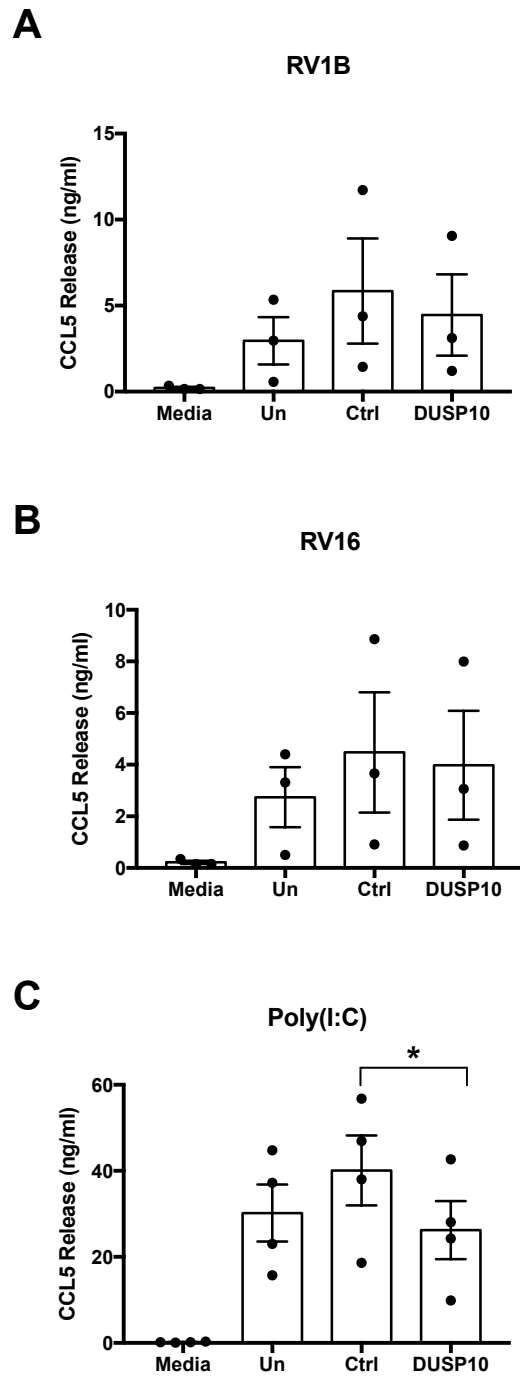 A
RV1B
CCL5 Release (ng/ml)
15
10
5
0
Media Un Ctrl DUSP10
B
RV16
CCL5 Release (ng/ml)
10
8
6
4
2
0
Media Un Ctrl DUSP10
C
Poly(I:C)
*
CCL5 Release (ng/ml)
60
40
20
0
Media Un Ctrl DUSP10